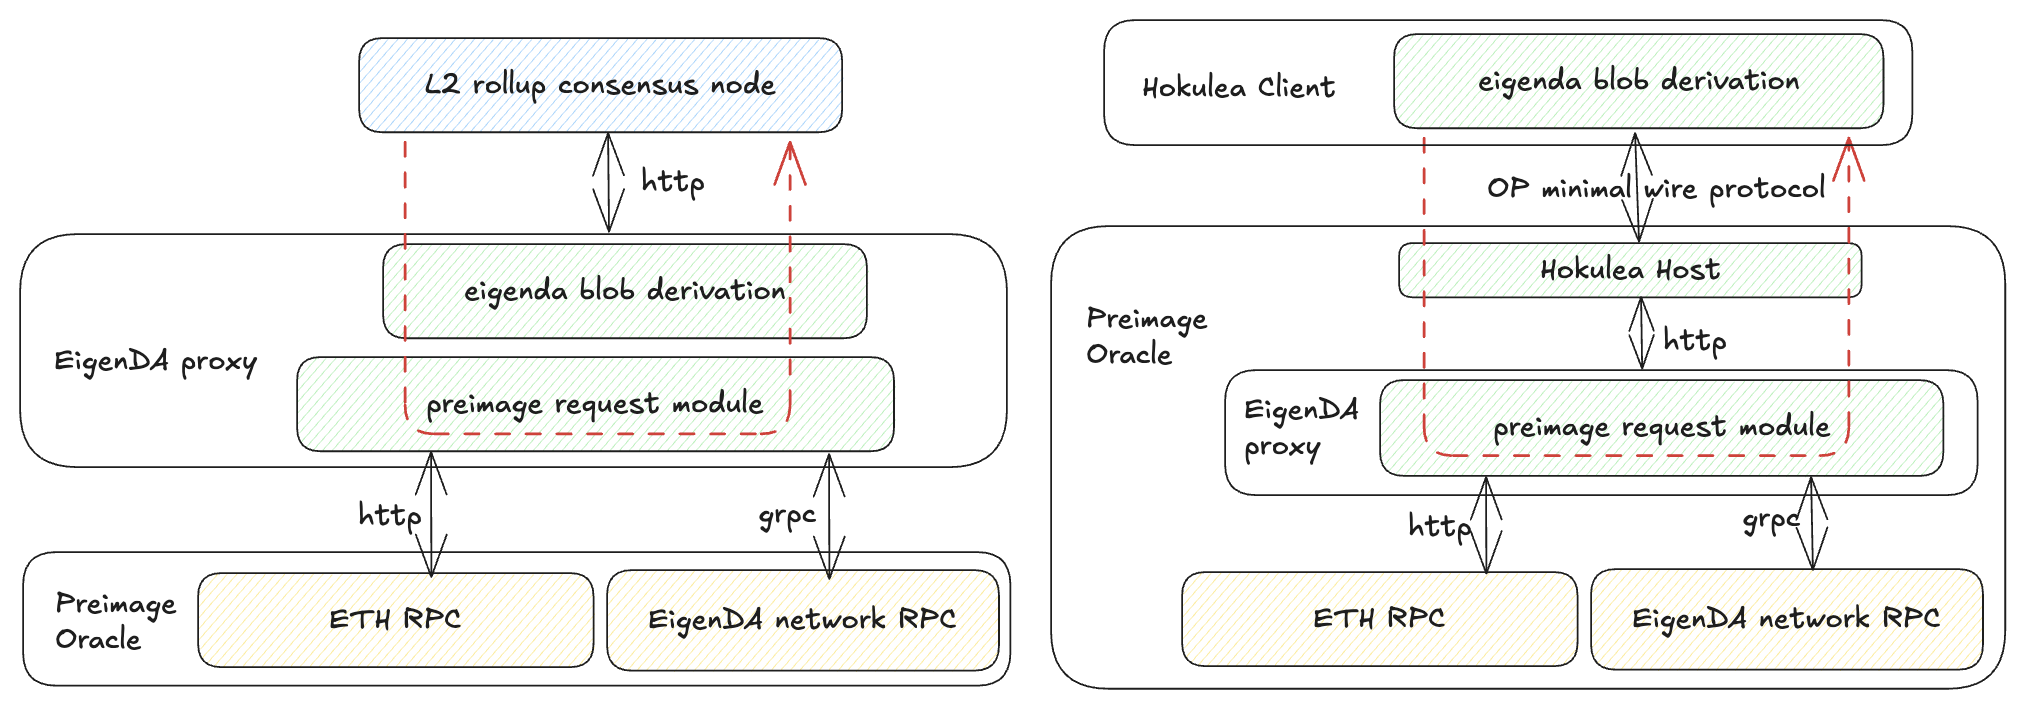 L2 rollup consensus node
http
eigenda blob derivation
EigenDA proxy
preimage request module
http
grpc
Preimage
Oracle
ETH RPC
EigenDA network RPC
Hokulea Client
eigenda blob derivation
OP minimal wire protocol
Hokulea Host
Preimage
Oracle
http
EigenDA
proxy
preimage request module
http
grpc
ETH RPC
EigenDA network RPC